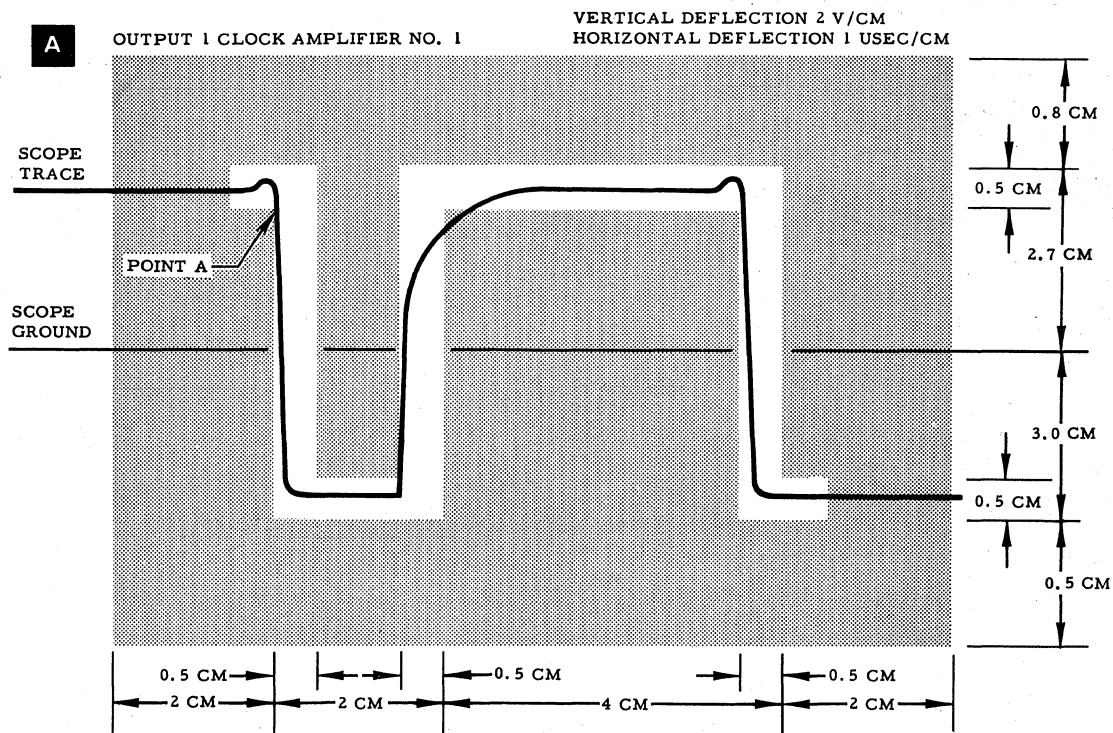 A
OUTPUT 1 CLOCK AMPLIFIER NO. 1
VERTICAL DEFLECTION 2 V/CM
HORIZONTAL DEFLECTION 1 USEC/CM
0.8 CM
SCOPE
TRACE
0.5 CM
POINT A
2.7 CM
SCOPE
GROUND
3.0 CM
0.5 CM
0.5 CM
0.5 CM
0.5 CM
0.5 CM
2 CM
2 CM
4 CM
2 CM